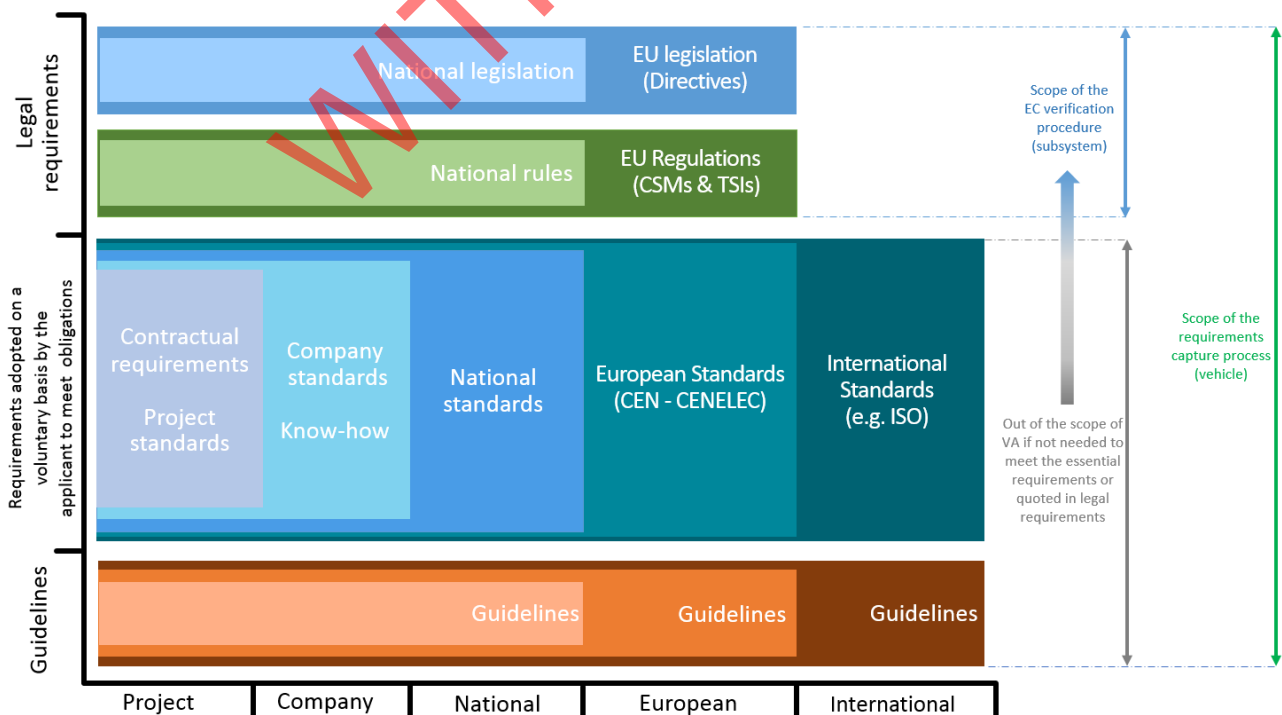 Legal
requirements
National legislation
EU legislation
(Directives)
National rules
EU Regulations
(CSMs & TSIs)
Scope of the
EC verification
procedure
(subsystem)
Requirements adopted on a
voluntary basis by the
applicant to meet obligations
Contractual
requirements
Project
standards
Company
standards
Know-how
National
standards
European Standards
(CEN - CENELEC)
International
Standards
(e.g. ISO)
Out of the scope of
VA if not needed to
meet the essential
requirements or
quoted in legal
requirements
Scope of the
requirements
capture process
(vehicle)
Guidelines
Guidelines
Guidelines
Guidelines
Project
Company
National
European
International
WIT